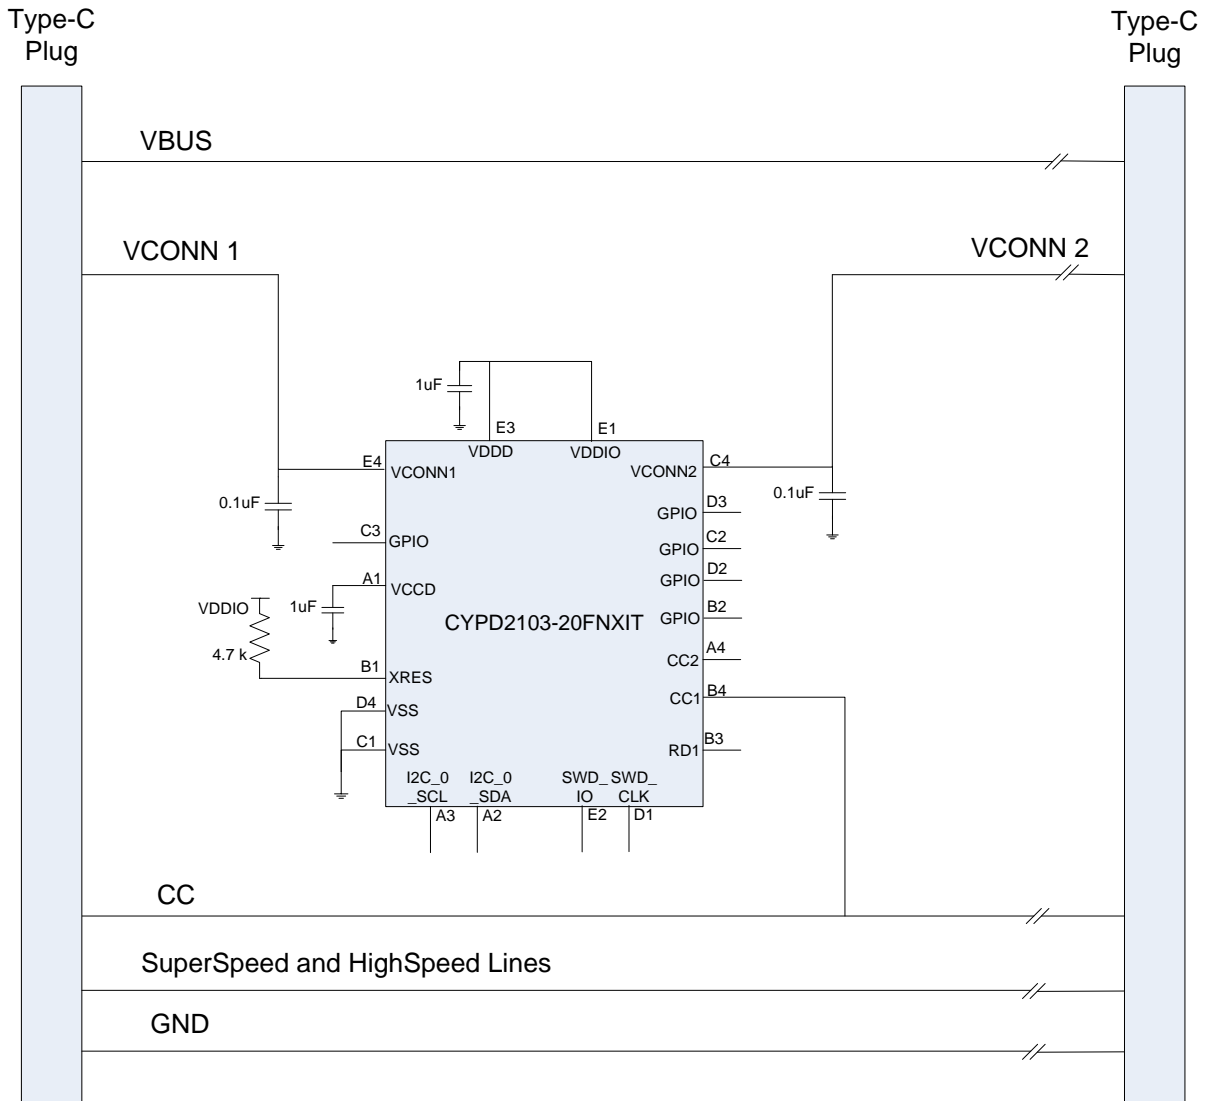 Type-C
Plug
Type-C
Plug
VBUS
VCONN 1
VCONN 2
1uF
E3
E1
VDDD
VDDIO
E4
VCONN1
VCONN2
C4
0.1uF
0.1uF
D3
GPIO
C3
GPIO
C2
GPIO
D2
GPIO
A1
VCCD
1uF
VDDIO
4.7 k
B2
GPIO
CYPD2103-20FNXIT
A4
CC2
B1
XRES
B4
CC1
D4
VSS
C1
VSS
B3
RD1
I2C_0
_SCL
I2C_0
_SDA
SWD_
IO
SWD_
CLK
A3
A2
E2
D1
CC
SuperSpeed and HighSpeed Lines
GND